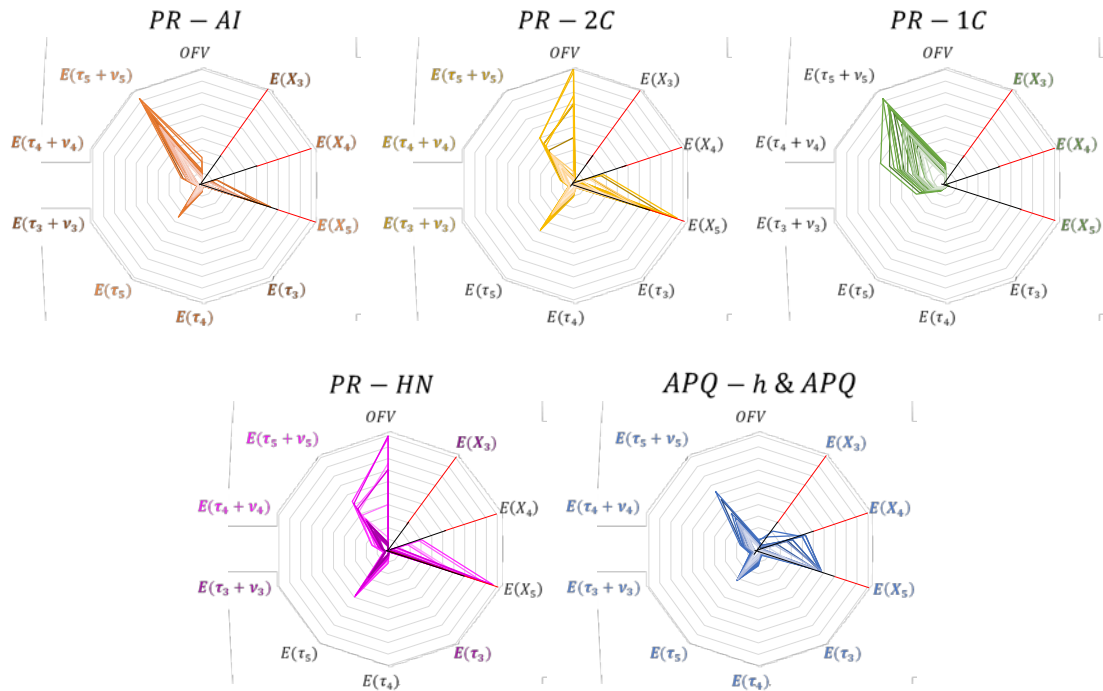 PR − AI
PR − 2C
PR − 1C
OFV
OFV
OFV
E(τ₅ + ν₅)
E(X₃)
E(τ₅ + ν₅)
E(X₃)
E(τ₅ + ν₅)
E(X₃)
E(τ₄ + ν₄)
E(X₄)
E(τ₄ + ν₄)
E(X₄)
E(τ₄ + ν₄)
E(X₄)
E(τ₃ + ν₃)
E(X₅)
E(τ₃ + ν₃)
E(X₅)
E(τ₃ + ν₃)
E(X₅)
E(τ₅)
E(τ₃)
E(τ₅)
E(τ₃)
E(τ₅)
E(τ₃)
E(τ₄)
E(τ₄)
E(τ₄)
PR − HN
APQ − h & APQ
OFV
OFV
E(τ₅ + ν₅)
E(X₃)
E(τ₅ + ν₅)
E(X₃)
E(τ₄ + ν₄)
E(X₄)
E(τ₄ + ν₄)
E(X₄)
E(τ₃ + ν₃)
E(X₅)
E(τ₃ + ν₃)
E(X₅)
E(τ₅)
E(τ₃)
E(τ₅)
E(τ₃)
E(τ₄)
E(τ₄)